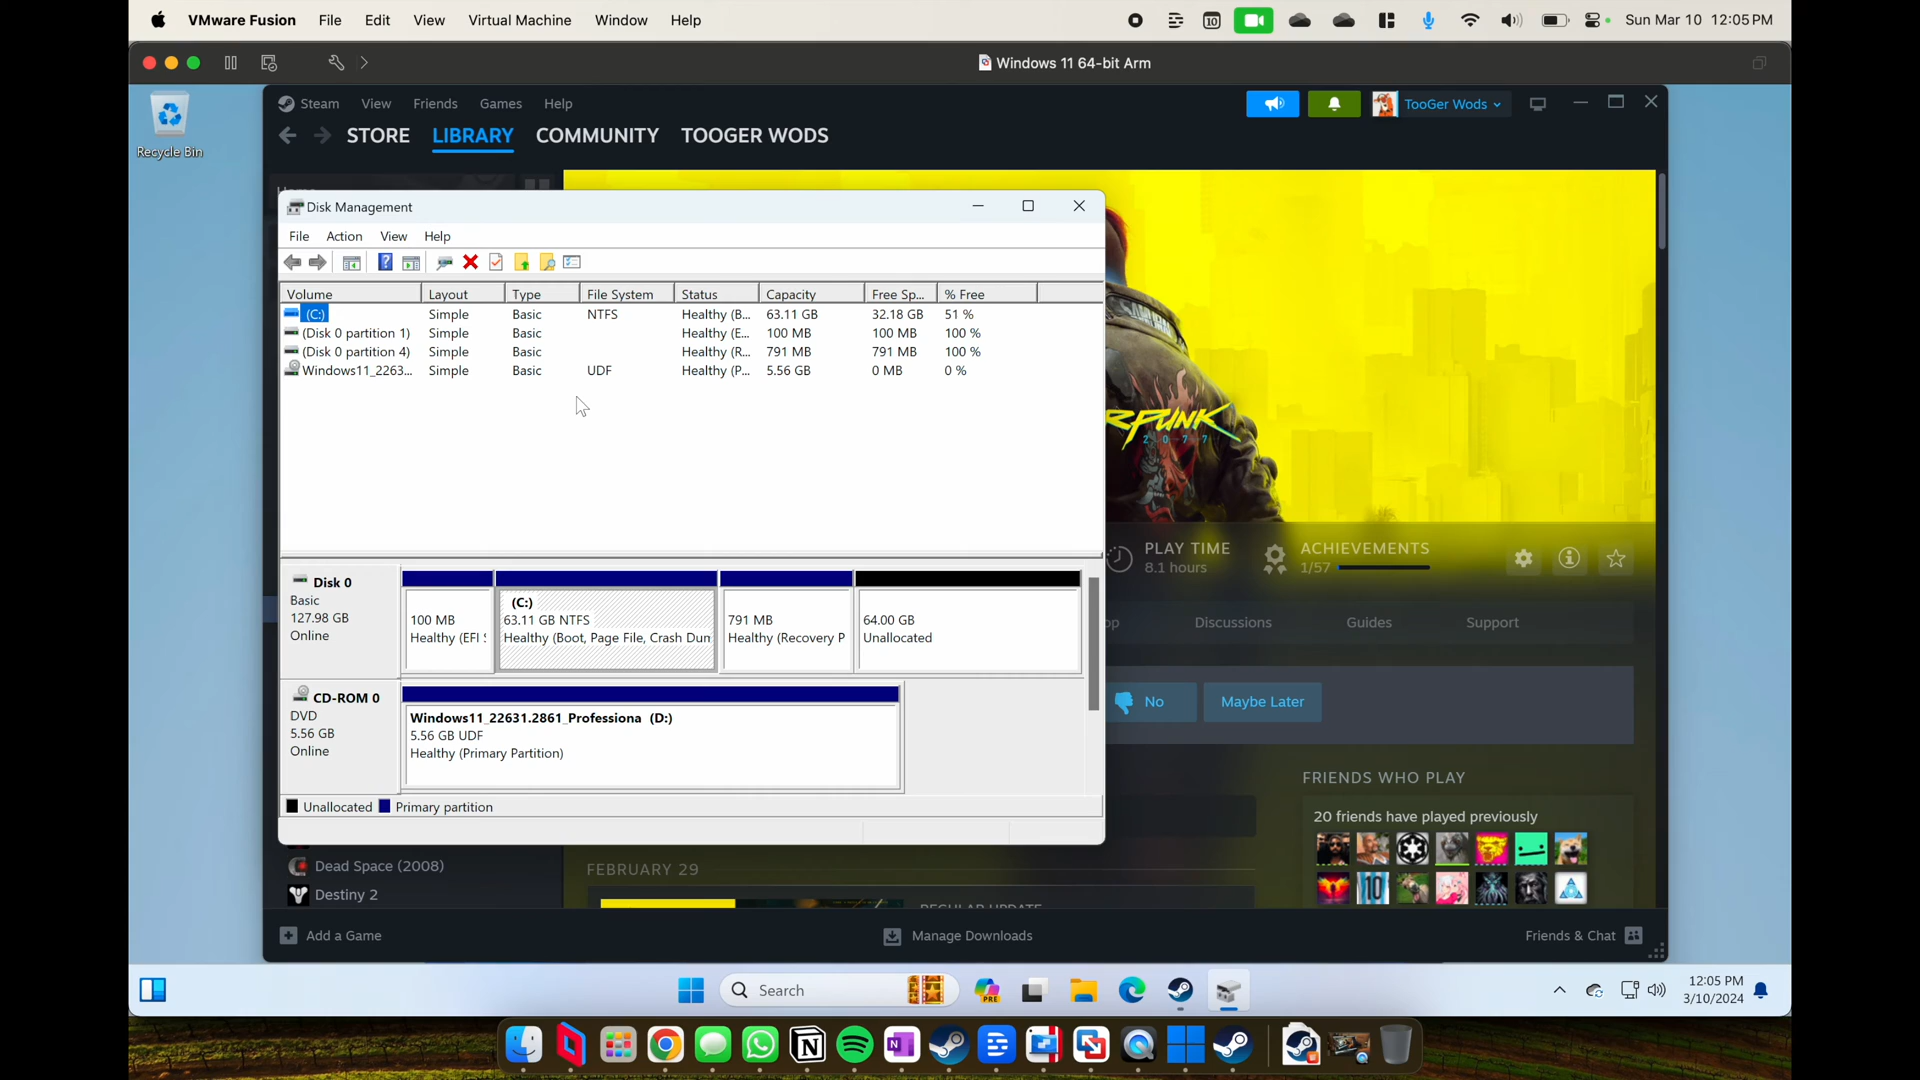 VMware Fusion File Edit View Virtual Machine Window Help
10
Sun Mar 10 12:05 PM
Windows 11 64-bit Arm
Recycle Bin
Steam View Friends Games Help
TooGer Wods
STORE LIBRARY COMMUNITY TOOGER WODS
Disk Management
File Action View Help
Volume Layout Type File System Status Capacity Free Sp... % Free
(C:) Simple Basic NTFS Healthy (B... 63.11 GB 32.18 GB 51 %
(Disk 0 partition 1) Simple Basic Healthy (E... 100 MB 100 MB 100 %
(Disk 0 partition 4) Simple Basic Healthy (R... 791 MB 791 MB 100 %
Windows11_2263... Simple Basic UDF Healthy (P... 5.56 GB 0 MB 0 %
RPUNK
2077
PLAY TIME
8.1 hours
ACHIEVEMENTS
1/57
Disk 0
Basic
127.98 GB
Online
100 MB
Healthy (EFI S
(C:)
63.11 GB NTFS
Healthy (Boot, Page File, Crash Dun
791 MB
Healthy (Recovery P
64.00 GB
Unallocated
op Discussions Guides Support
CD-ROM 0
DVD
5.56 GB
Online
Windows11_22631.2861_Professiona (D:)
5.56 GB UDF
Healthy (Primary Partition)
No Maybe Later
FRIENDS WHO PLAY
20 friends have played previously
10
Unallocated Primary partition
Dead Space (2008)
Destiny 2
FEBRUARY 29
REGULAR UPDATE
Add a Game
Manage Downloads
Friends & Chat
Search
PRE
12:05 PM
3/10/2024